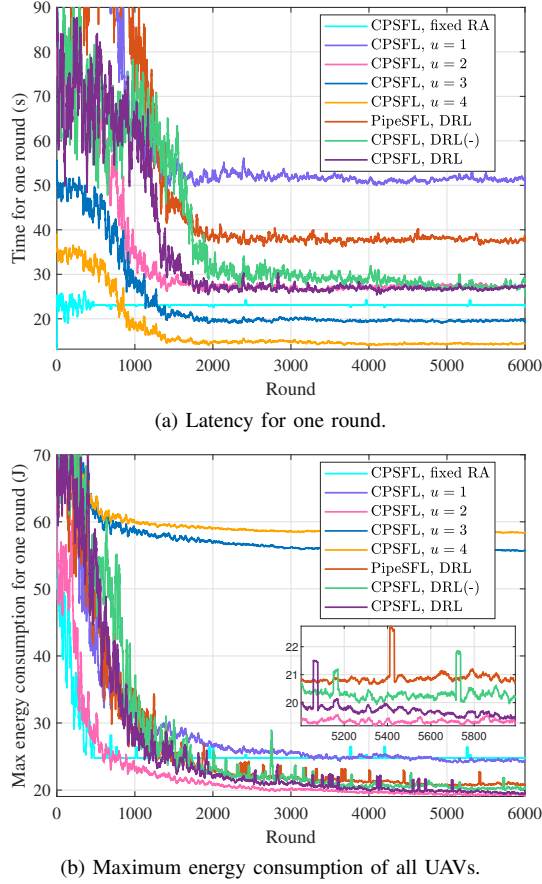 90
80
70
60
50
40
30
20
Time for one round (s)
CPSFL, fixed RA
CPSFL, u = 1
CPSFL, u = 2
CPSFL, u = 3
CPSFL, u = 4
PipeSFL, DRL
CPSFL, DRL(-)
CPSFL, DRL
0 1000 2000 3000 4000 5000 6000
Round
(a) Latency for one round.
70
60
50
40
30
20
Max energy consumption for one round (J)
CPSFL, fixed RA
CPSFL, u = 1
CPSFL, u = 2
CPSFL, u = 3
CPSFL, u = 4
PipeSFL, DRL
CPSFL, DRL(-)
CPSFL, DRL
22
21
20
5200 5400 5600 5800
0 1000 2000 3000 4000 5000 6000
Round
(b) Maximum energy consumption of all UAVs.